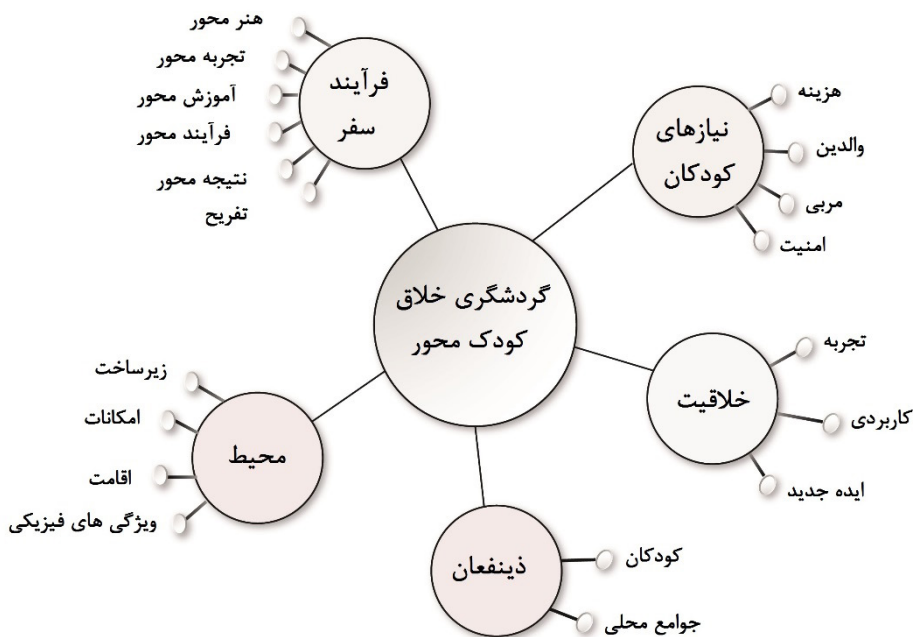 هنر محور
تجربه محور
آموزش محور
فرآیند محور
نتیجه محور
تفریح
فرآیند
سفر
نیازهای
کودکان
هزینه
والدین
مربی
امنیت
گردشگری خلاق
کودک محور
خلاقیت
تجربه
کاربردی
ایده جدید
محیط
زیرساخت
امکانات
اقامت
ویژگی های فیزیکی
ذینفعان
کودکان
جوامع محلی